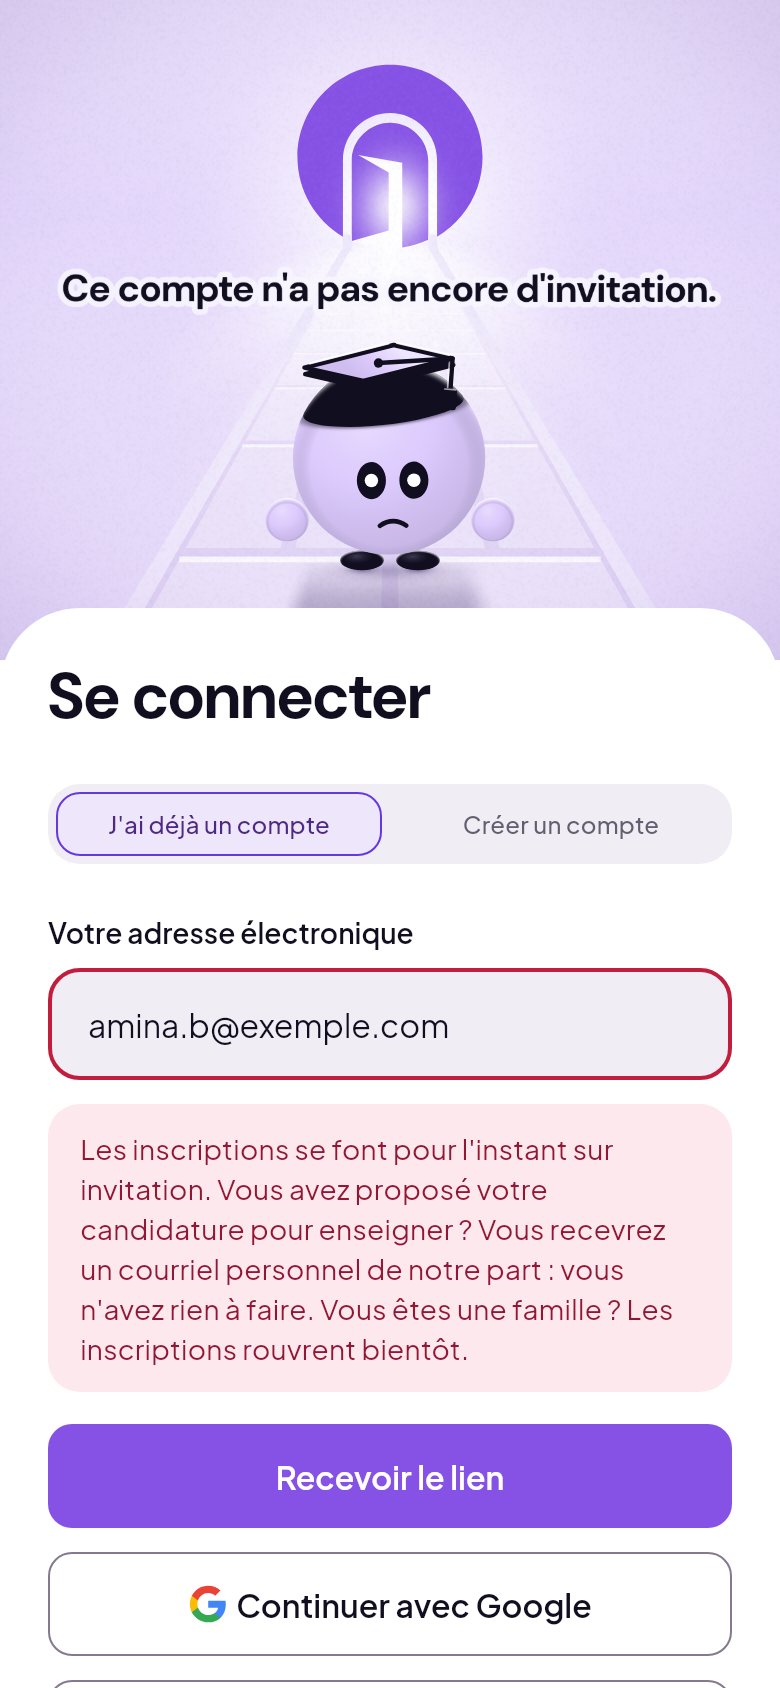 Ce compte n'a pas encore d'invitation.
Se connecter
J'ai déjà un compte
Créer un compte
Votre adresse électronique
amina.b@exemple.com
Les inscriptions se font pour l'instant sur
invitation. Vous avez proposé votre
candidature pour enseigner ? Vous recevrez
un courriel personnel de notre part : vous
n'avez rien à faire. Vous êtes une famille ? Les
inscriptions rouvrent bientôt.
Recevoir le lien
Continuer avec Google